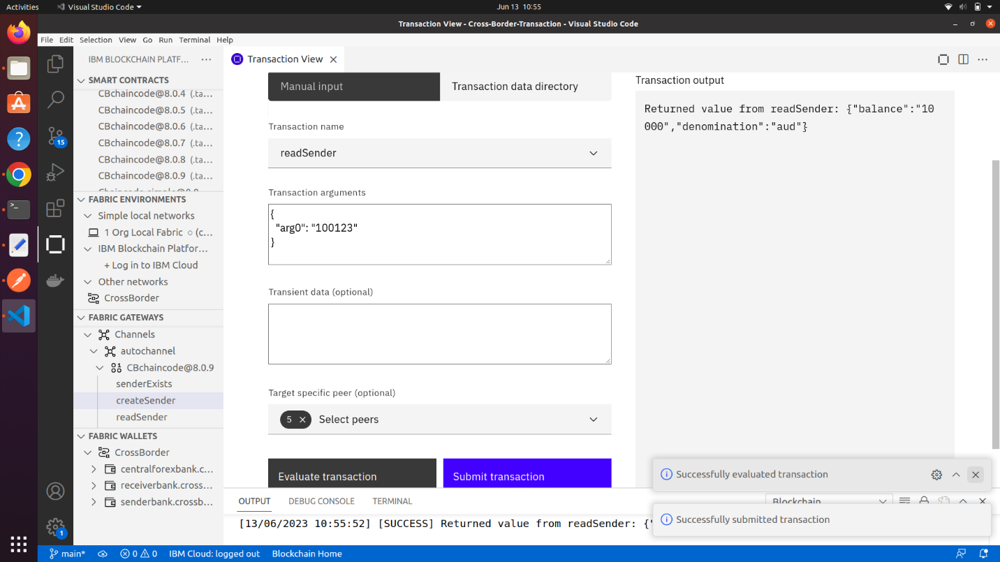 Activities
Visual Studio Code
Jun 13 10:55
Transaction View - Cross-Border-Transaction - Visual Studio Code
File Edit Selection View Go Run Terminal Help
IBM BLOCKCHAIN PLATF...
Transaction View
SMART CONTRACTS
CBchaincode@8.0.4 (.ta...
CBchaincode@8.0.5 (.ta...
CBchaincode@8.0.6 (.ta...
CBchaincode@8.0.7 (.ta...
CBchaincode@8.0.8 (.ta...
CBchaincode@8.0.9 (.ta...
FABRIC ENVIRONMENTS
Simple local networks
1 Org Local Fabric ○ (c...
IBM Blockchain Platfor...
+ Log in to IBM Cloud
Other networks
CrossBorder
FABRIC GATEWAYS
Channels
autochannel
CBchaincode@8.0.9
senderExists
createSender
readSender
FABRIC WALLETS
CrossBorder
centralforexbank.c...
receiverbank.cross...
senderbank.crossb...
15
1
Manual input
Transaction data directory
Transaction name
readSender
Transaction arguments
{
"arg0": "100123"
}
Transient data (optional)
Target specific peer (optional)
5 Select peers
Evaluate transaction
Submit transaction
Transaction output
Returned value from readSender: {"balance":"10
000","denomination":"aud"}
Successfully evaluated transaction
Successfully submitted transaction
OUTPUT
DEBUG CONSOLE
TERMINAL
Blockchain
[13/06/2023 10:55:52] [SUCCESS] Returned value from readSender: {"
main*
0 0
IBM Cloud: logged out
Blockchain Home